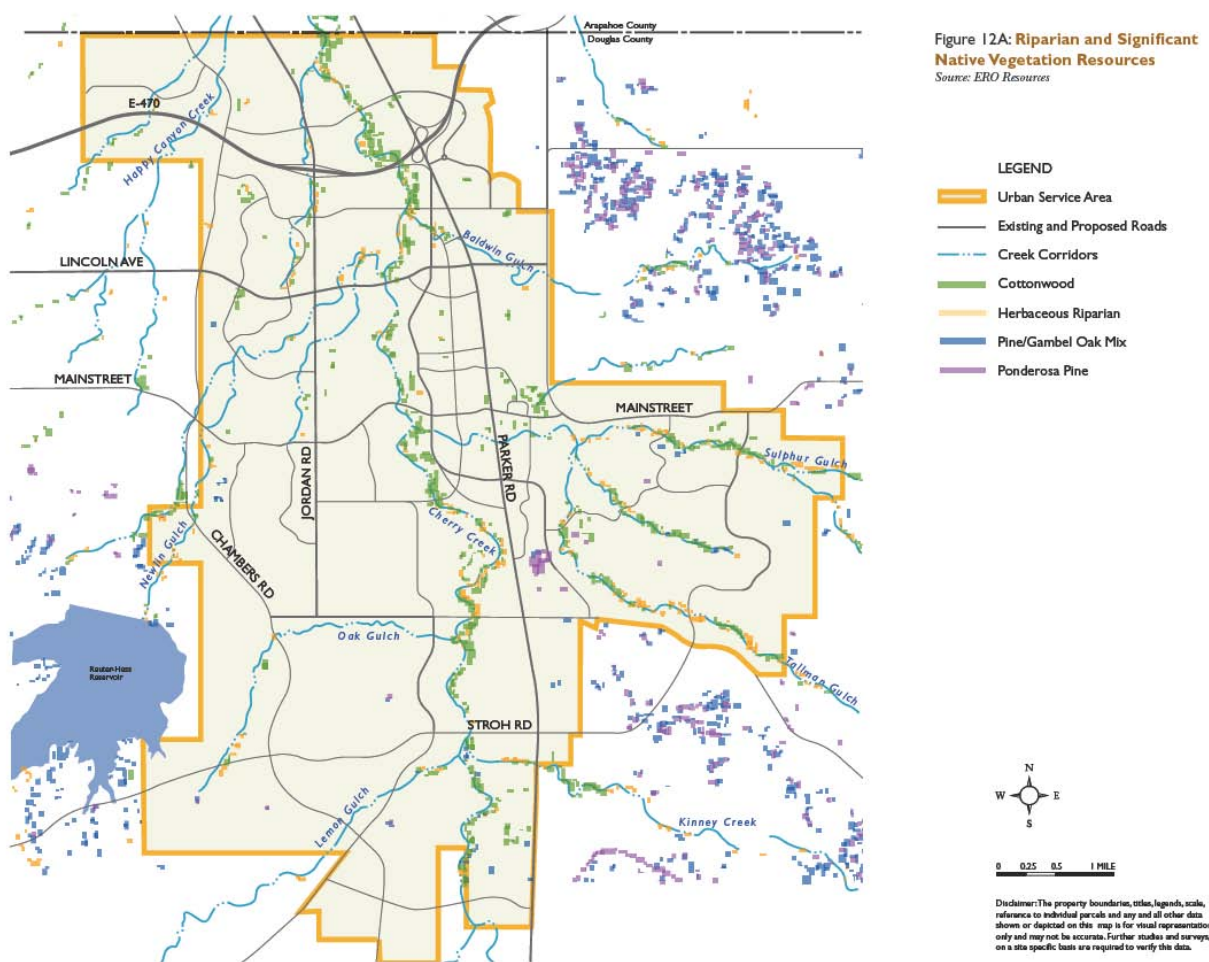 Arapahoe County
Douglas County
Figure 12A: Riparian and Significant
Native Vegetation Resources
Source: ERO Resources
E-470
Happy Canyon Creek
LEGEND
Urban Service Area
Existing and Proposed Roads
Creek Corridors
Cottonwood
Herbaceous Riparian
Pine/Gambel Oak Mix
Ponderosa Pine
Baldwin Gulch
LINCOLN AVE
MAINSTREET
MAINSTREET
PARKER RD
JORDAN RD
Sulphur Gulch
Cherry Creek
Newlin Gulch
CHAMBERS RD
Oak Gulch
Tallman Gulch
Reservoir
STROH RD
Lemon Gulch
Kinney Creek
N
W E
S
0 0.25 0.5 1 MILE
Disclaimer: The property boundaries, titles, legends, scale,
reference to individual parcels and any and all other data
shown or depicted on this map is for visual representation
only and may not be accurate. Further studies and surveys,
on a site specific basis are required to verify this data.